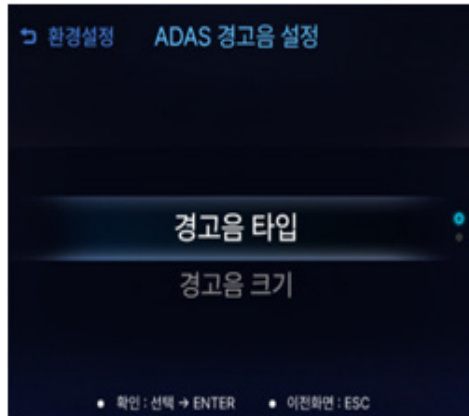 환경설정 ADAS 경고음 설정
경고음 타입
경고음 크기
• 확인 : 선택 → ENTER • 이전화면 : ESC